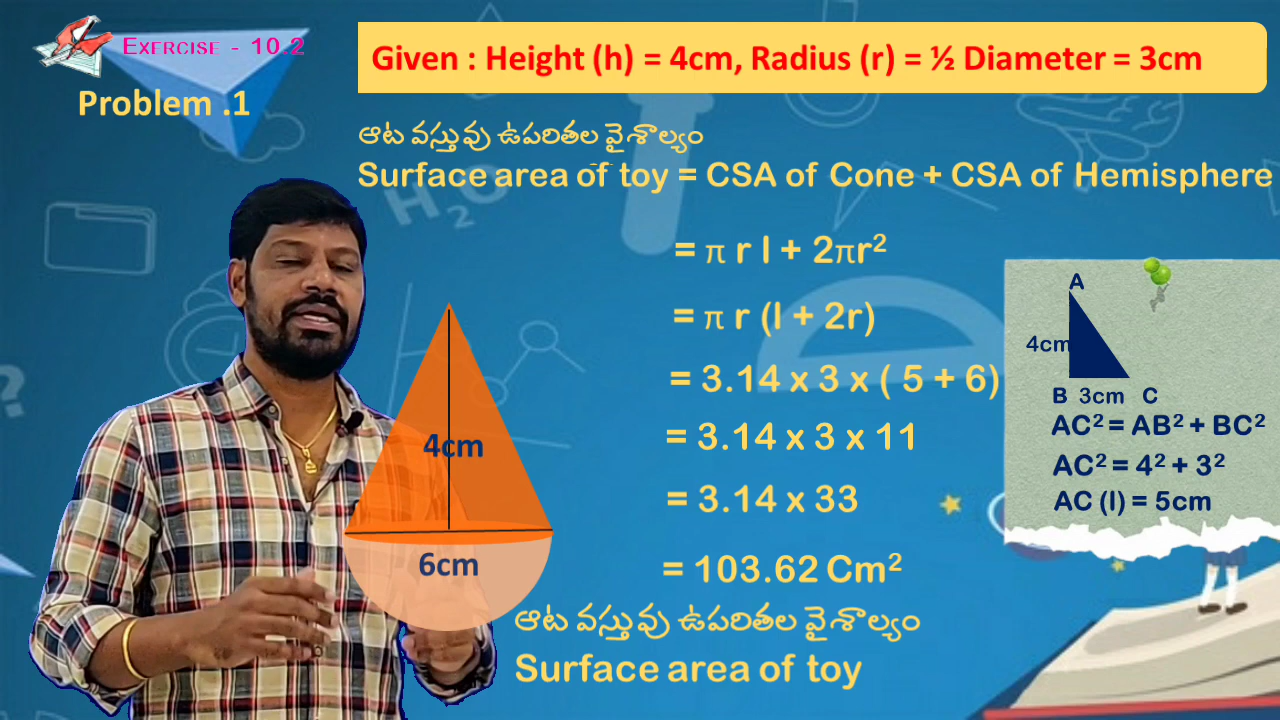 EXERCISE - 10.2
Problem .1
Given : Height (h) = 4cm, Radius (r) = ½ Diameter = 3cm
ఆట వస్తువు ఉపరితల వైశాల్యం
Surface area of toy = CSA of Cone + CSA of Hemisphere
= π r l + 2πr²
= π r (l + 2r)
= 3.14 x 3 x ( 5 + 6)
= 3.14 x 3 x 11
= 3.14 x 33
= 103.62 Cm²
ఆట వస్తువు ఉపరితల వైశాల్యం
Surface area of toy
4cm
6cm
A
4cm
B 3cm C
AC² = AB² + BC²
AC² = 4² + 3²
AC (l) = 5cm
H₂O
?